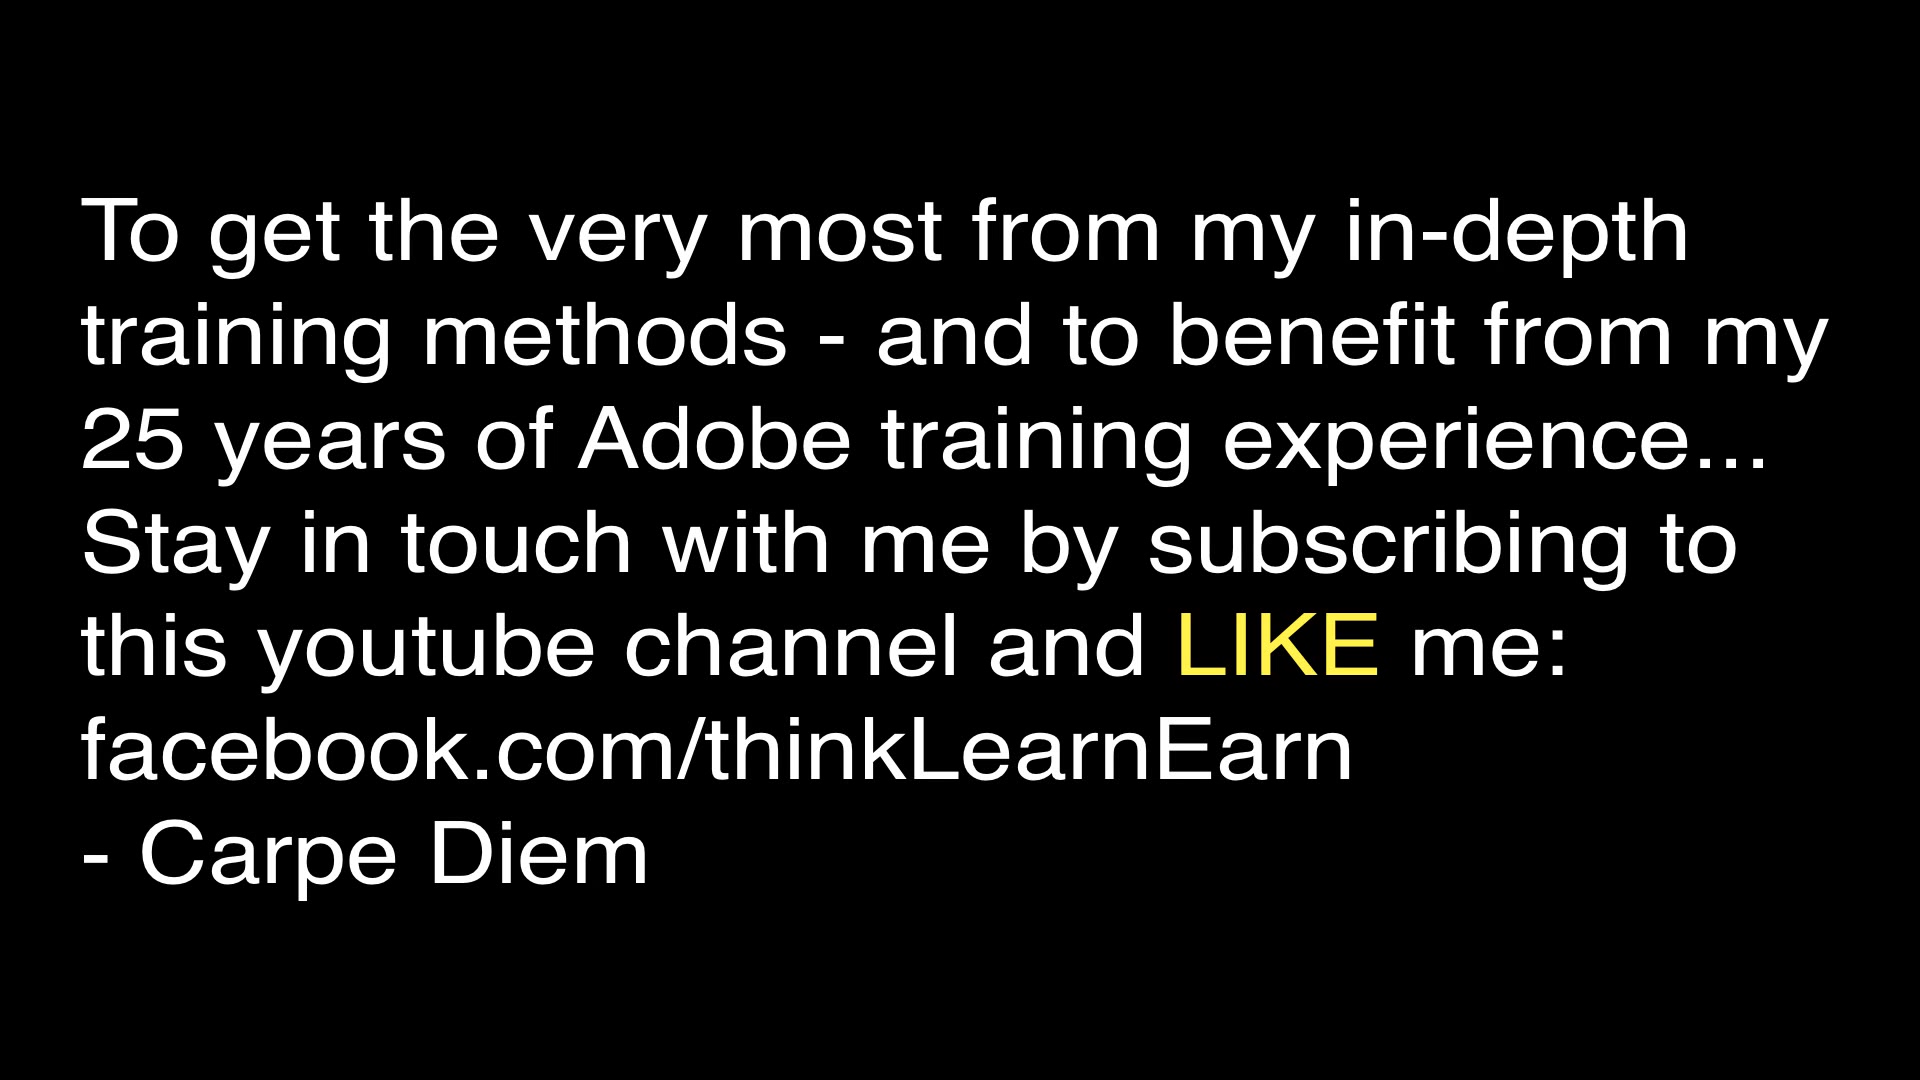 To get the very most from my in-depth
training methods - and to benefit from my
25 years of Adobe training experience...
Stay in touch with me by subscribing to
this youtube channel and LIKE me:
facebook.com/thinkLearnEarn
- Carpe Diem